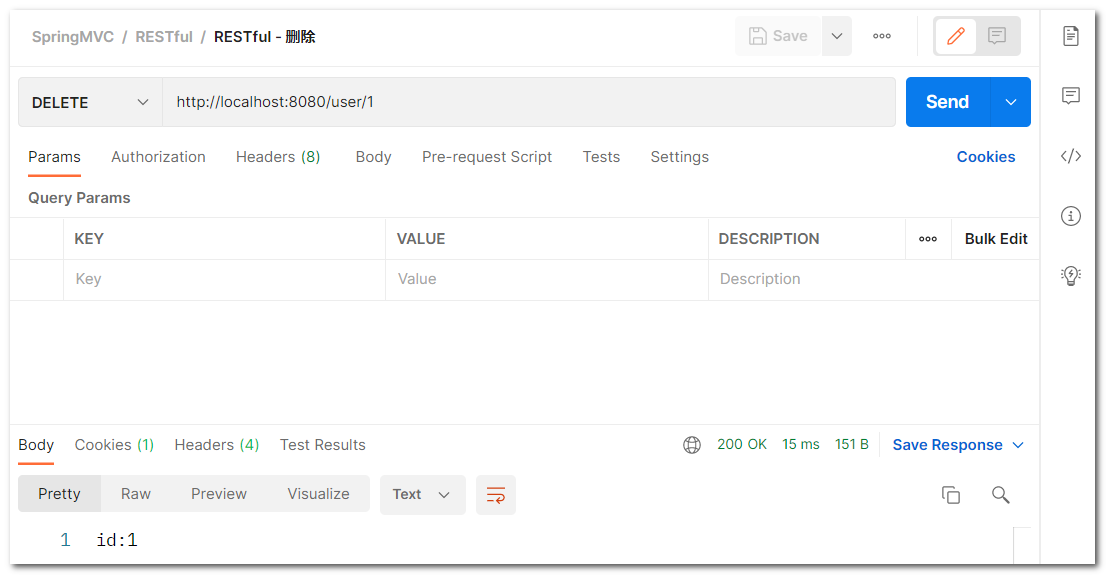 SpringMVC / RESTful / RESTful - 删除 Save
DELETE http://localhost:8080/user/1 Send
Params Authorization Headers (8) Body Pre-request Script Tests Settings Cookies
Query Params
KEY VALUE DESCRIPTION Bulk Edit
Key Value Description
Body Cookies (1) Headers (4) Test Results 200 OK 15 ms 151 B Save Response
Pretty Raw Preview Visualize Text
1 id:1